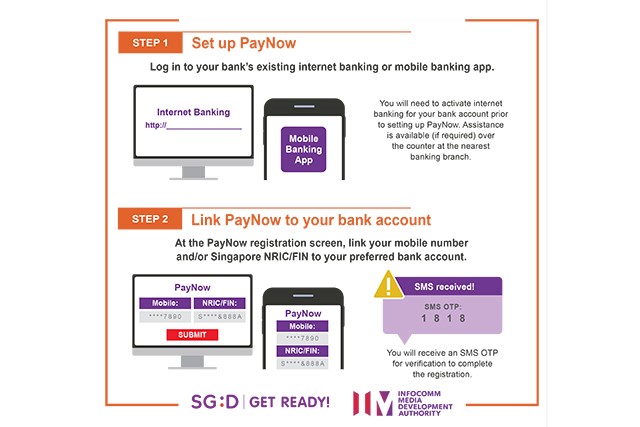 STEP 1
Set up PayNow
Log in to your bank's existing internet banking or mobile banking app.
Internet Banking
http://
Mobile
Banking
App
You will need to activate internet
banking for your bank account prior
to setting up PayNow. Assistance
is available (if required) over
the counter at the nearest
banking branch.
STEP 2
Link PayNow to your bank account
At the PayNow registration screen, link your mobile number
and/or Singapore NRIC/FIN to your preferred bank account.
PayNow
Mobile:
NRIC/FIN:
****7890
S****&888A
SUBMIT
PayNow
Mobile:
****7890
NRIC/FIN:
S****&888A
SMS received!
SMS OTP:
1 8 1 8
You will receive an SMS OTP
for verification to complete
the registration.
SG:D | GET READY!
IM
INFOCOMM
MEDIA
DEVELOPMENT
AUTHORITY